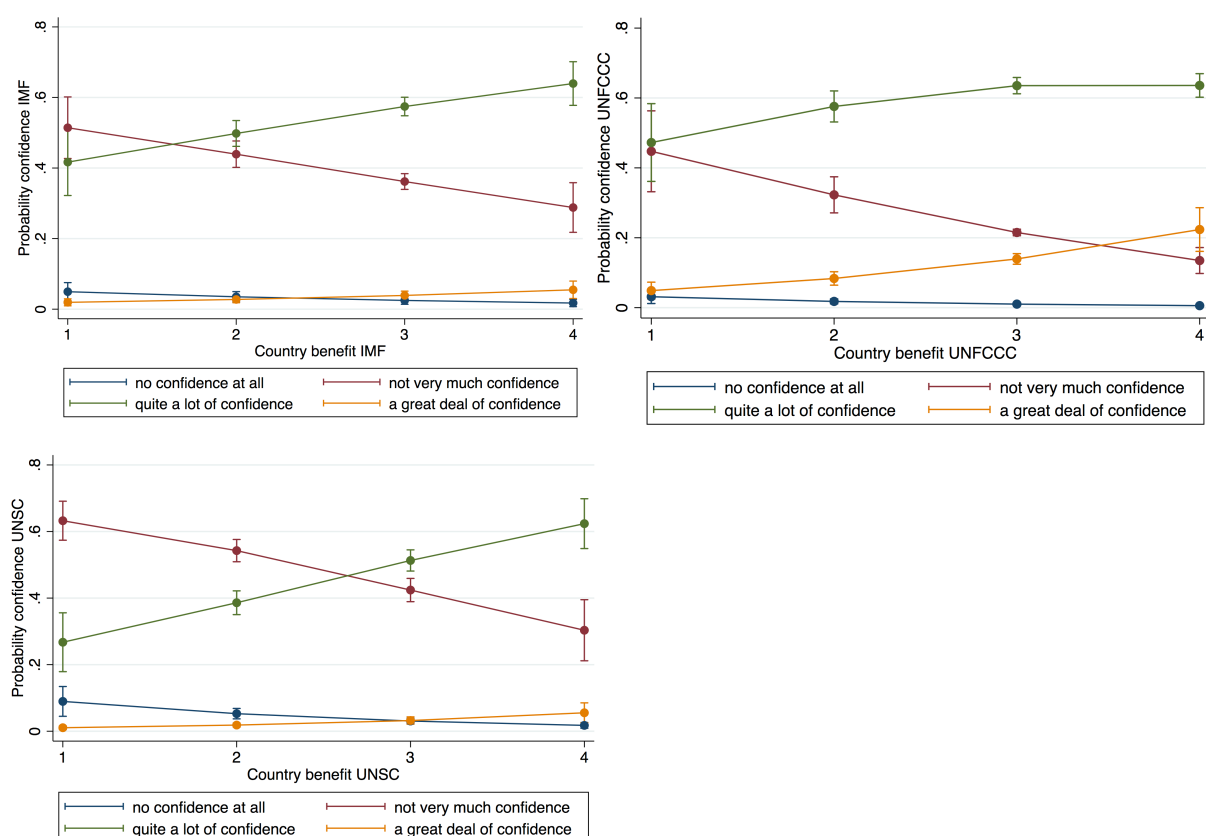 Probability confidence IMF
.8
.6
.4
.2
0
1 2 3 4
Country benefit IMF
no confidence at all not very much confidence
quite a lot of confidence a great deal of confidence
Probability confidence UNFCCC
.8
.6
.4
.2
0
1 2 3 4
Country benefit UNFCCC
no confidence at all not very much confidence
quite a lot of confidence a great deal of confidence
Probability confidence UNSC
.8
.6
.4
.2
0
1 2 3 4
Country benefit UNSC
no confidence at all not very much confidence
quite a lot of confidence a great deal of confidence